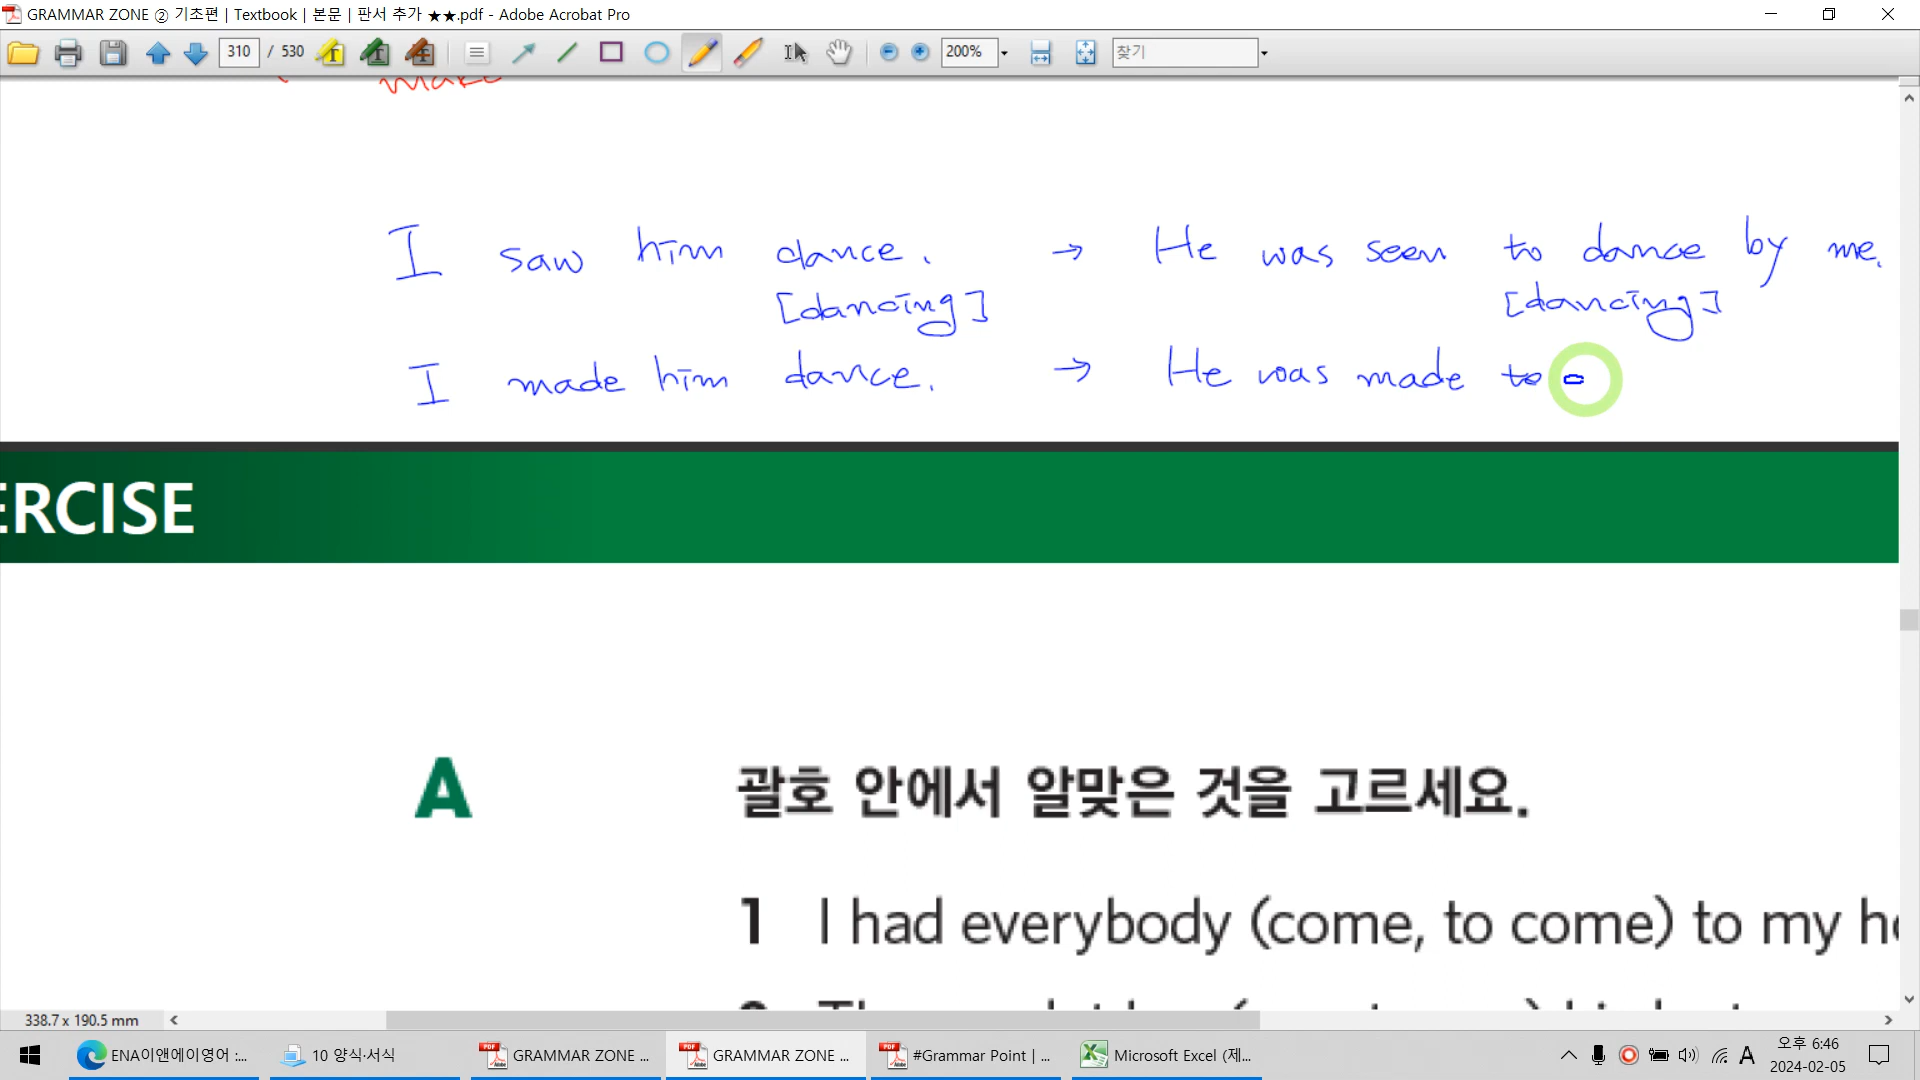 GRAMMAR ZONE ② 기초편 | Textbook | 본문 | 판서 추가 ★★.pdf - Adobe Acrobat Pro
310 / 530 200% 찾기
make
I saw him dance. → He was seen to dance by me.
[dancing] [dancing]
I made him dance. → He was made to
ERCISE
A 괄호 안에서 알맞은 것을 고르세요.
1 I had everybody (come, to come) to my h
338.7 x 190.5 mm
ENA이앤에이영어 :... 10 양식·서식 GRAMMAR ZONE ... GRAMMAR ZONE ... #Grammar Point | ... Microsoft Excel (제... A 오후 6:46
2024-02-05